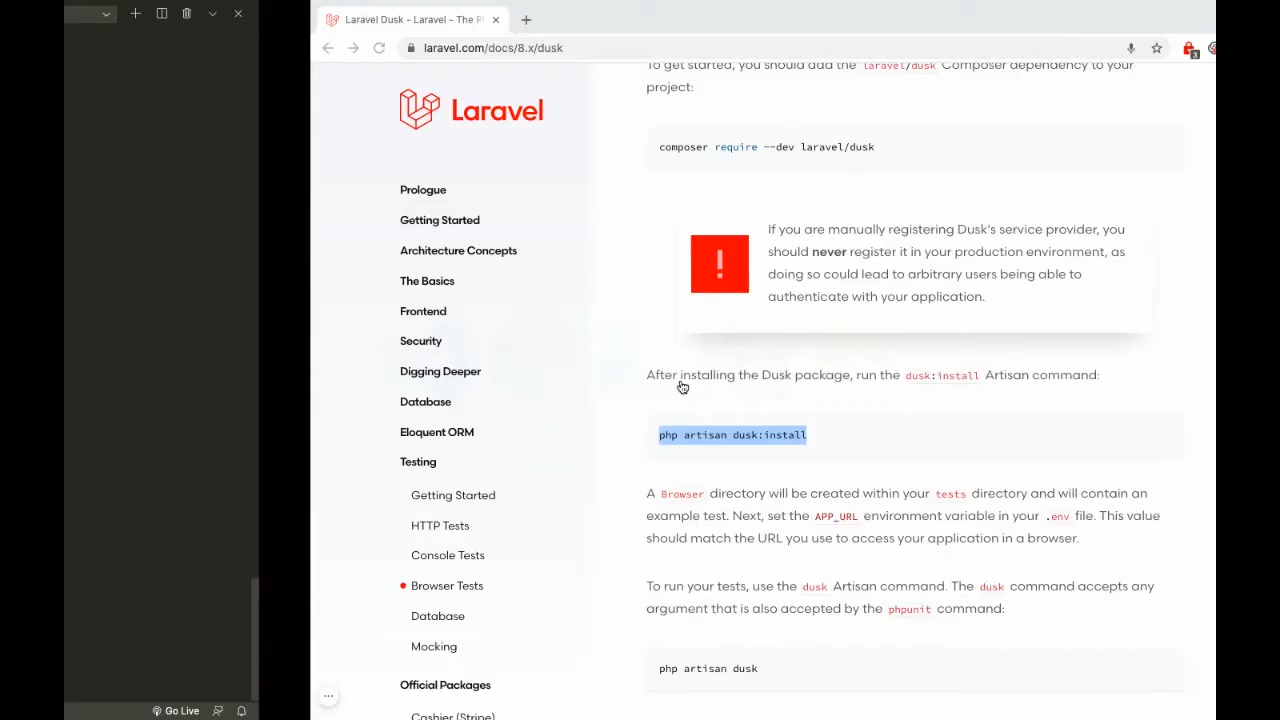 Laravel Dusk - Laravel - The P
laravel.com/docs/8.x/dusk
3
To get started, you should add the laravel/dusk Composer dependency to your
project:
Laravel
composer require --dev laravel/dusk
Prologue
Getting Started
Architecture Concepts
The Basics
Frontend
Security
Digging Deeper
Database
Eloquent ORM
Testing
Getting Started
HTTP Tests
Console Tests
Browser Tests
Database
Mocking
Official Packages
Cashier (Stripe)
!
If you are manually registering Dusk's service provider, you
should never register it in your production environment, as
doing so could lead to arbitrary users being able to
authenticate with your application.
After installing the Dusk package, run the dusk:install Artisan command:
php artisan dusk:install
A Browser directory will be created within your tests directory and will contain an
example test. Next, set the APP_URL environment variable in your .env file. This value
should match the URL you use to access your application in a browser.
To run your tests, use the dusk Artisan command. The dusk command accepts any
argument that is also accepted by the phpunit command:
php artisan dusk
Go Live